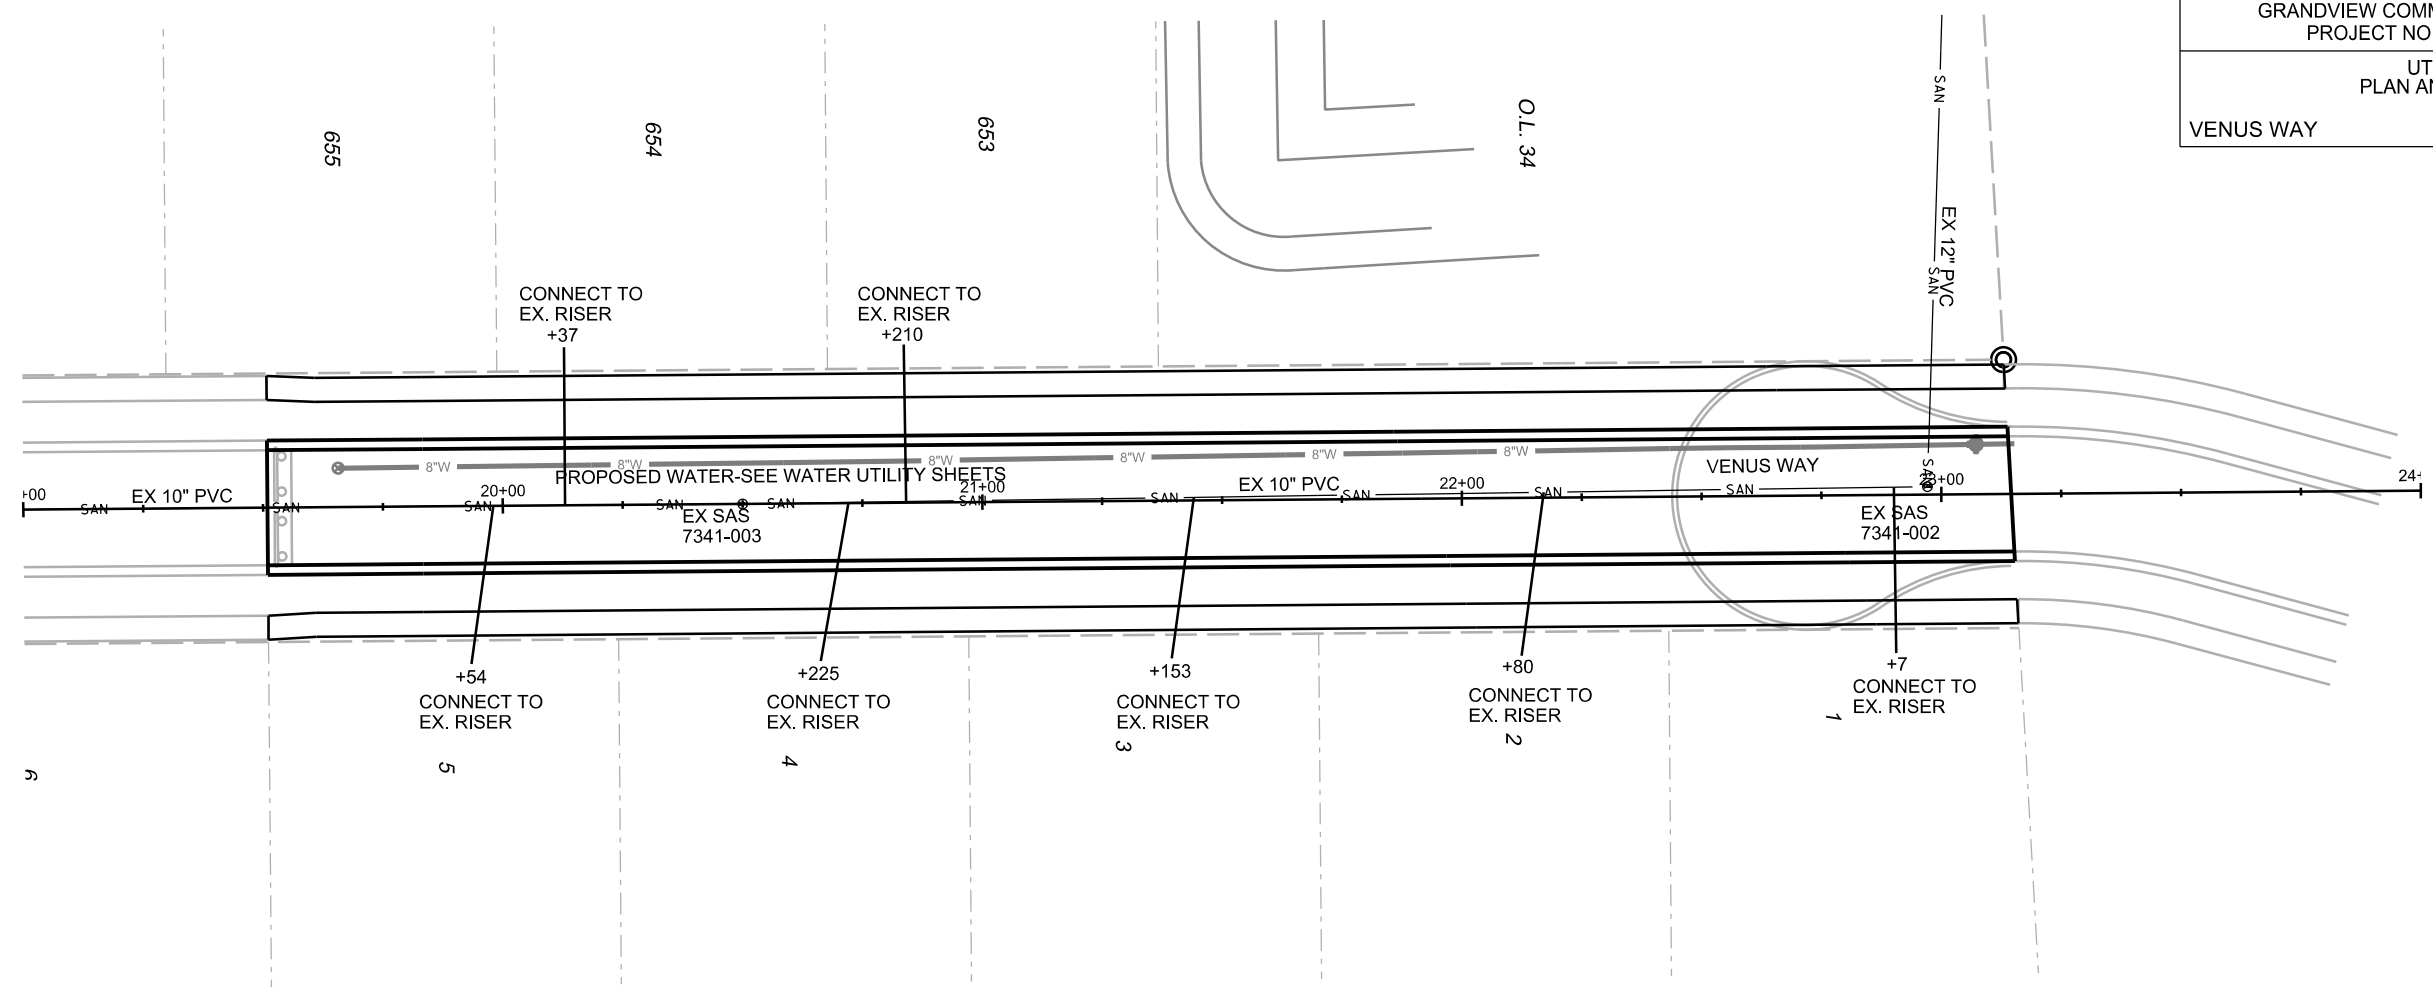 GRANDVIEW COMM
PROJECT NO
UT
PLAN AN
VENUS WAY
655
654
653
O.L. 34
SAN
EX 12" PVC
SAN
CONNECT TO
EX. RISER
+37
CONNECT TO
EX. RISER
+210
8"W
8"W
8"W
8"W
8"W
8"W
PROPOSED WATER-SEE WATER UTILITY SHEETS
VENUS WAY
SAN
+00
EX 10" PVC
20+00
21+00
EX 10" PVC
22+00
23+00
24+
SAN
SAN
SAN
SAN
SAN
SAN
SAN
SAN
SAN
SAN
EX SAS
7341-003
EX SAS
7341-002
+54
CONNECT TO
EX. RISER
+225
CONNECT TO
EX. RISER
+153
CONNECT TO
EX. RISER
+80
CONNECT TO
EX. RISER
+7
CONNECT TO
EX. RISER
6
5
4
3
2
1